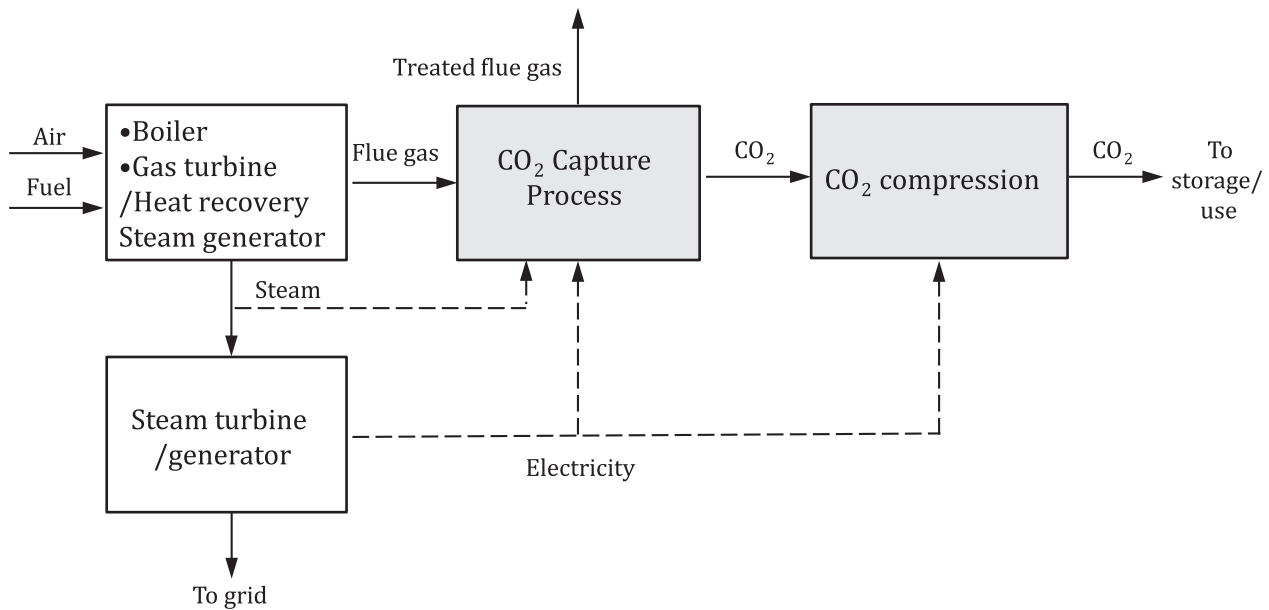 Treated flue gas
Air
Fuel
•Boiler
•Gas turbine
/Heat recovery
Steam generator
Flue gas
CO₂ Capture
Process
CO₂
CO₂ compression
CO₂
To
storage/
use
Steam
Steam turbine
/generator
Electricity
To grid